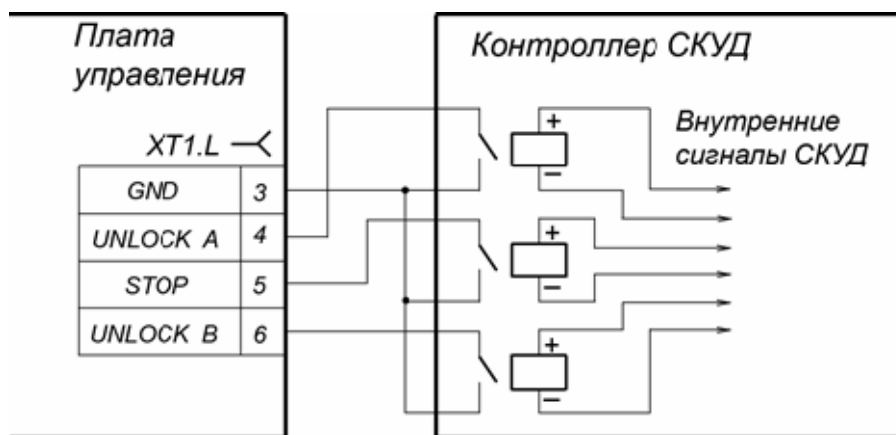 Плата
управления
Контроллер СКУД
XT1.L
GND 3
UNLOCK A 4
STOP 5
UNLOCK B 6
+
−
+
−
+
−
Внутренние
сигналы СКУД